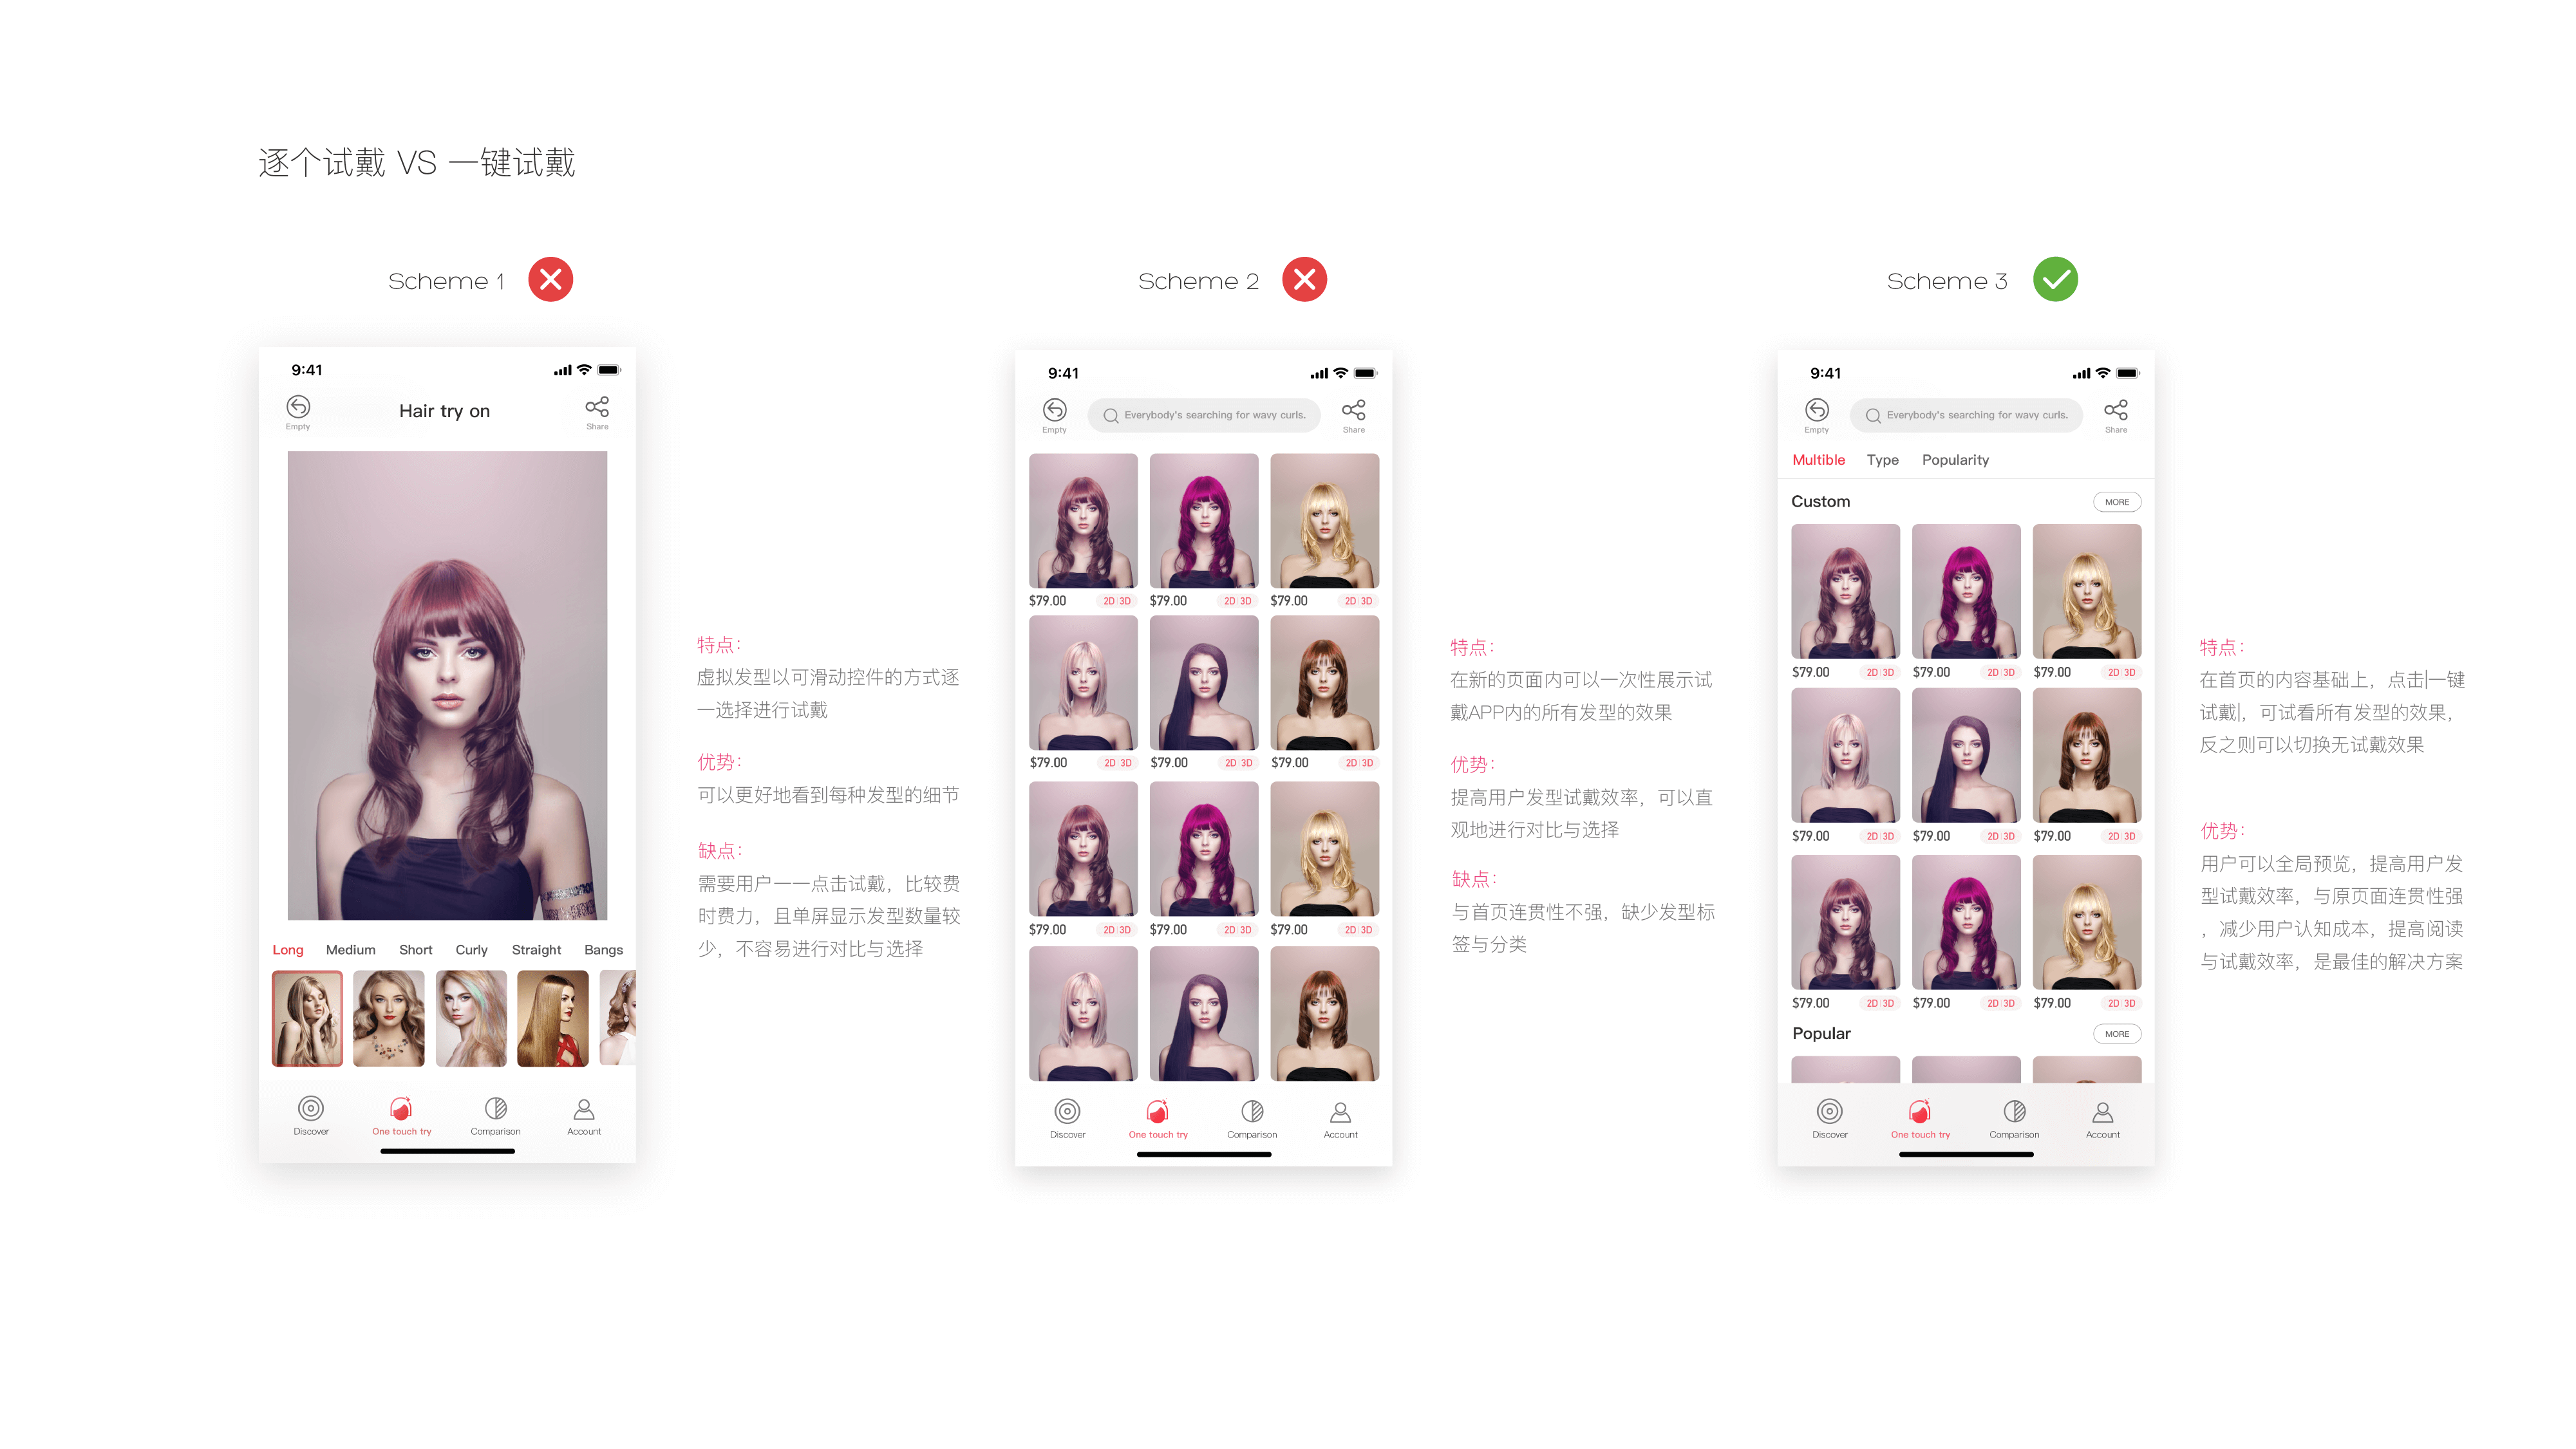 逐个试戴 VS 一键试戴
Scheme 1
9:41
Empty
Hair try on
Share
Long Medium Short Curly Straight Bangs
Discover One touch try Comparison Account
特点：
虚拟发型以可滑动控件的方式逐
一选择进行试戴
优势：
可以更好地看到每种发型的细节
缺点：
需要用户一一点击试戴，比较费
时费力，且单屏显示发型数量较
少，不容易进行对比与选择
Scheme 2
9:41
Empty
Everybody's searching for wavy curls.
Share
$79.00 2D|3D $79.00 2D|3D $79.00 2D|3D
$79.00 2D|3D $79.00 2D|3D $79.00 2D|3D
$79.00 2D|3D $79.00 2D|3D $79.00 2D|3D
Discover One touch try Comparison Account
特点：
在新的页面内可以一次性展示试
戴APP内的所有发型的效果
优势：
提高用户发型试戴效率，可以直
观地进行对比与选择
缺点：
与首页连贯性不强，缺少发型标
签与分类
Scheme 3
9:41
Empty
Everybody's searching for wavy curls.
Share
Multible Type Popularity
Custom MORE
$79.00 2D|3D $79.00 2D|3D $79.00 2D|3D
$79.00 2D|3D $79.00 2D|3D $79.00 2D|3D
$79.00 2D|3D $79.00 2D|3D $79.00 2D|3D
Popular MORE
Discover One touch try Comparison Account
特点：
在首页的内容基础上，点击|一键
试戴|，可试看所有发型的效果，
反之则可以切换无试戴效果
优势：
用户可以全局预览，提高用户发
型试戴效率，与原页面连贯性强
，减少用户认知成本，提高阅读
与试戴效率，是最佳的解决方案